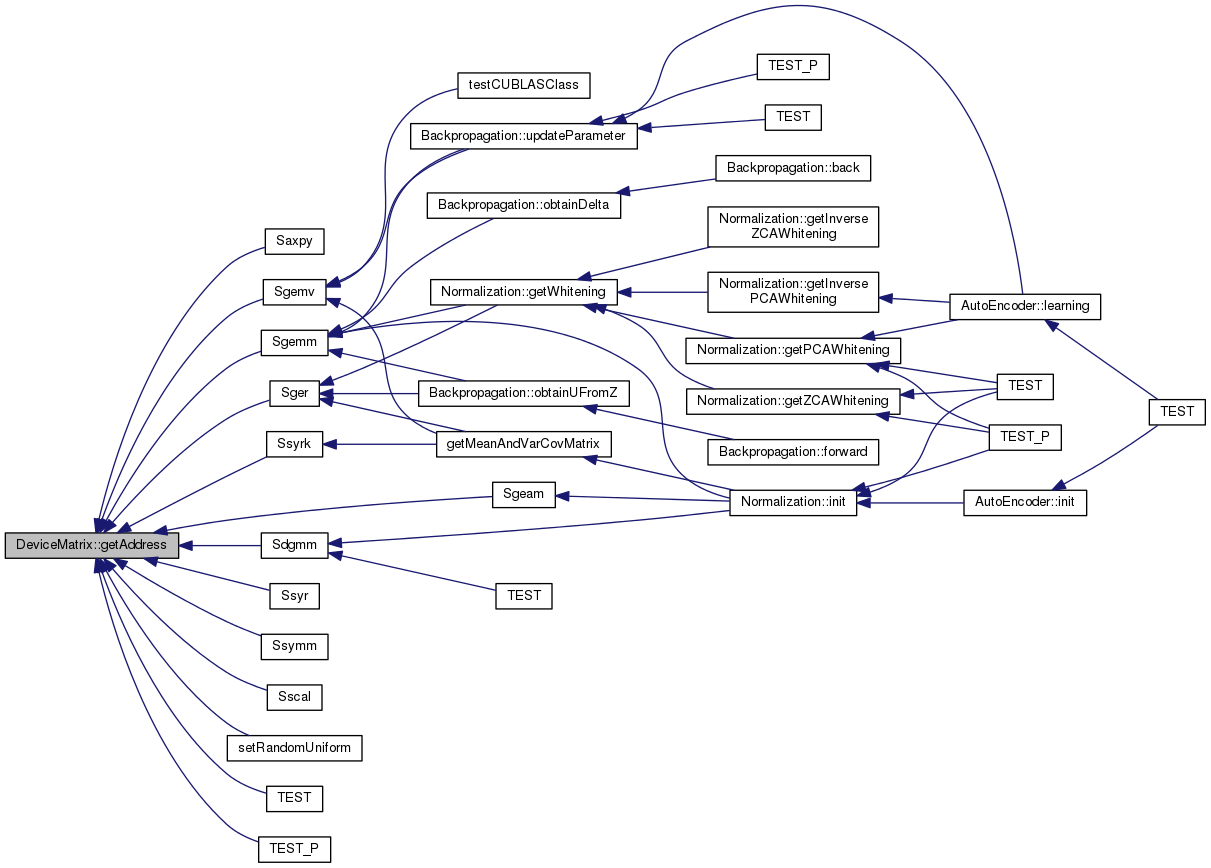 TEST_P
testCUBLASClass
TEST
Backpropagation::updateParameter
Backpropagation::back
Backpropagation::obtainDelta
Normalization::getInverse
ZCAWhitening
Saxpy
Sgemv
Normalization::getWhitening
Normalization::getInverse
PCAWhitening
AutoEncoder::learning
Sgemm
Normalization::getPCAWhitening
Sger
Backpropagation::obtainUFromZ
TEST
Normalization::getZCAWhitening
TEST
Ssyrk
getMeanAndVarCovMatrix
TEST_P
Backpropagation::forward
Sgeam
Normalization::init
AutoEncoder::init
DeviceMatrix::getAddress
Sdgmm
Ssyr
TEST
Ssymm
Sscal
setRandomUniform
TEST
TEST_P